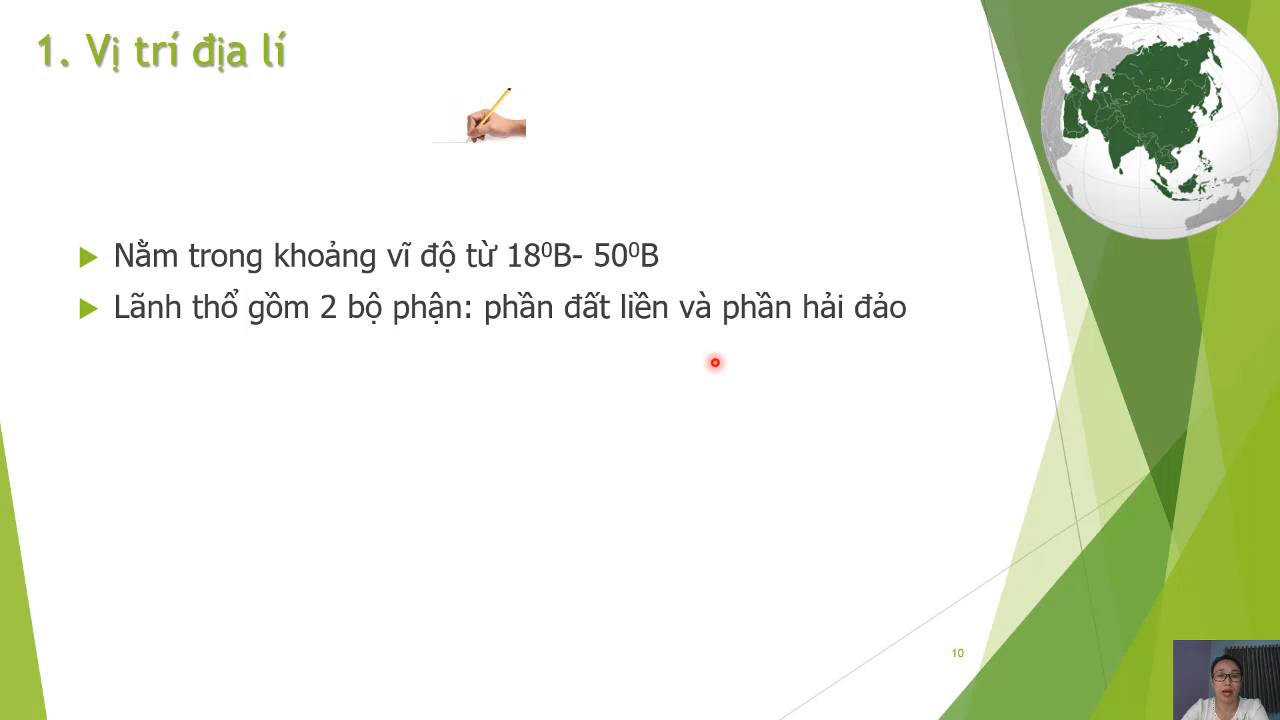 1. Vị trí địa lí
Nằm trong khoảng vĩ độ từ 18⁰B- 50⁰B
Lãnh thổ gồm 2 bộ phận: phần đất liền và phần hải đảo
10